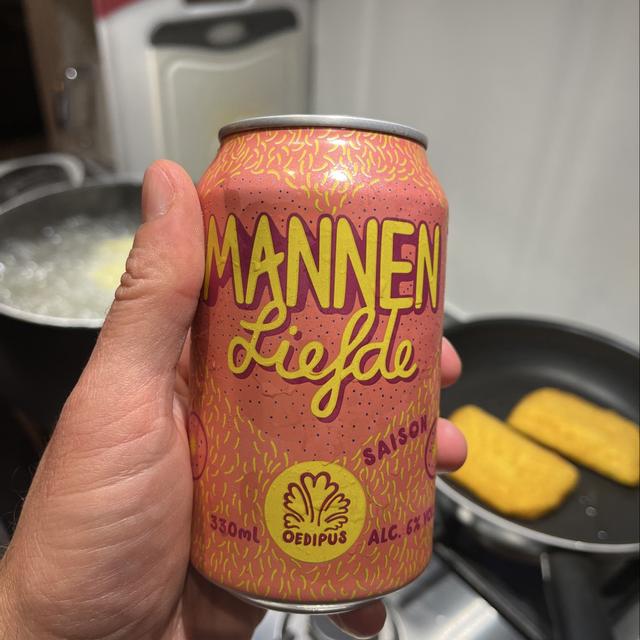 MANNEN
Liefde
SAISON
OEDIPUS
330ml
ALC. 6%